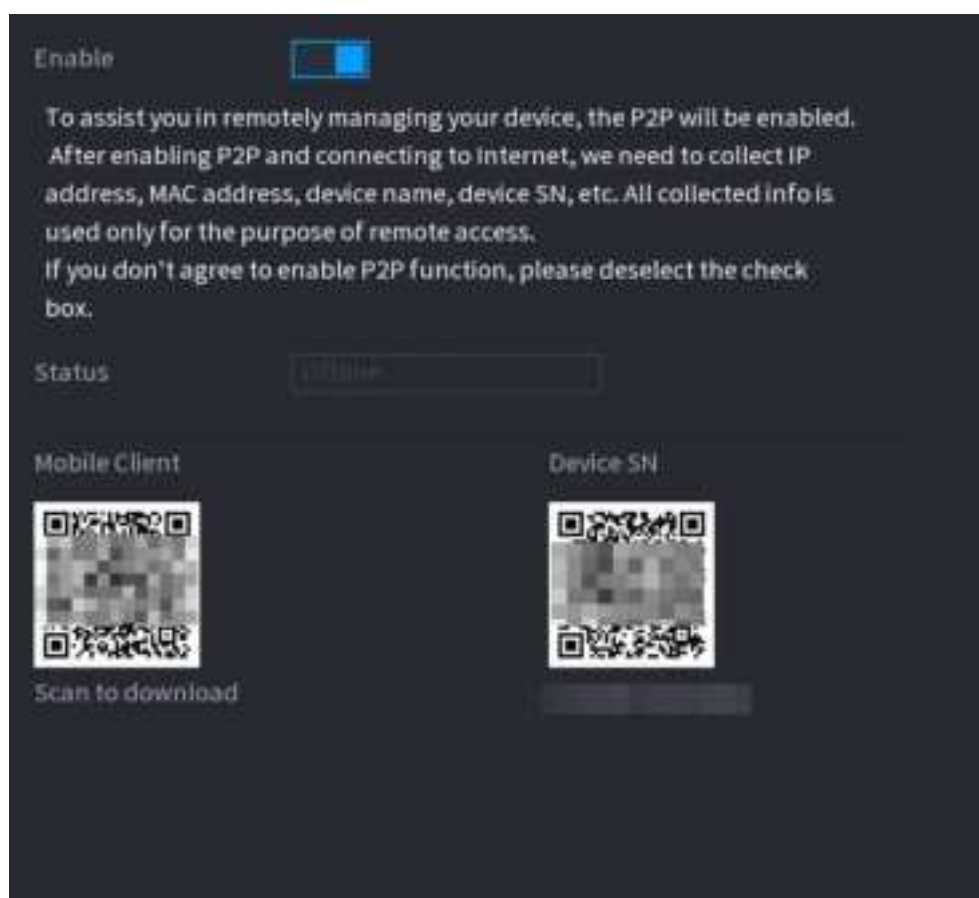 Enable
To assist you in remotely managing your device, the P2P will be enabled.
After enabling P2P and connecting to Internet, we need to collect IP
address, MAC address, device name, device SN, etc. All collected info is
used only for the purpose of remote access.
If you don't agree to enable P2P function, please deselect the check
box.
Status
Mobile Client
Device SN
Scan to download